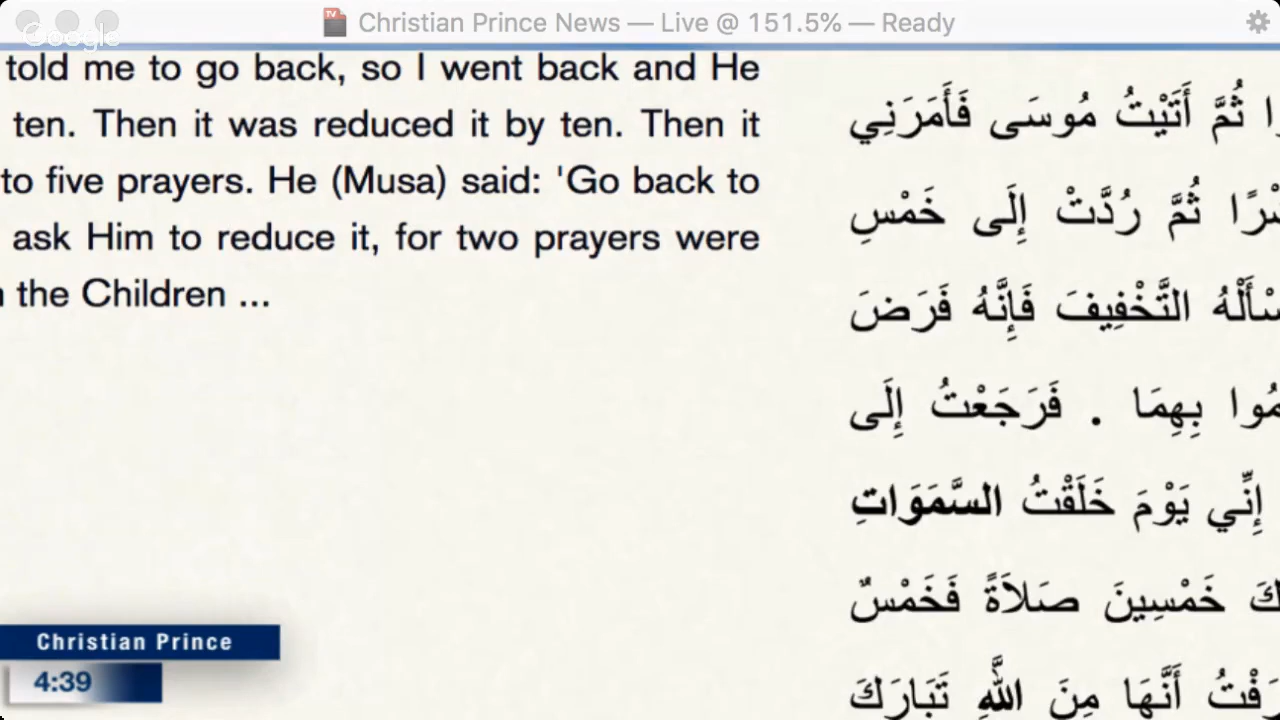 Christian Prince News — Live @ 151.5% — Ready
Google
told me to go back, so I went back and He
ten. Then it was reduced it by ten. Then it
to five prayers. He (Musa) said: 'Go back to
ask Him to reduce it, for two prayers were
the Children ...
ثُمَّ أَتَيْتُ مُوسَى فَأَمَرَنِي
ثُمَّ رُدَّتْ إِلَى خَمْسِ
التَّخْفِيفَ فَإِنَّهُ فَرَضَ
بِهِمَا . فَرَجَعْتُ إِلَى
إِنِّي يَوْمَ خَلَقْتُ السَّمَوَاتِ
خَمْسِينَ صَلاَةً فَخَمْسٌ
أَنَّهَا مِنَ اللَّهِ تَبَارَكَ
Christian Prince
4:39